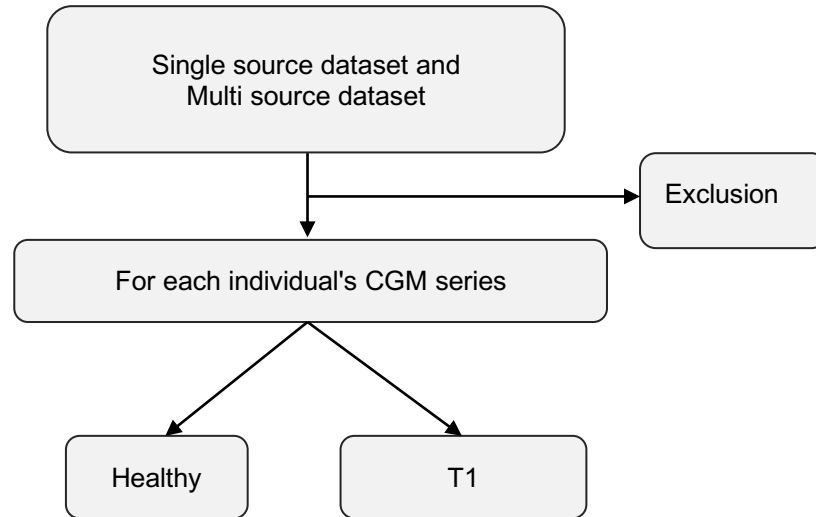 Single source dataset and
Multi source dataset
Exclusion
For each individual's CGM series
Healthy
T1